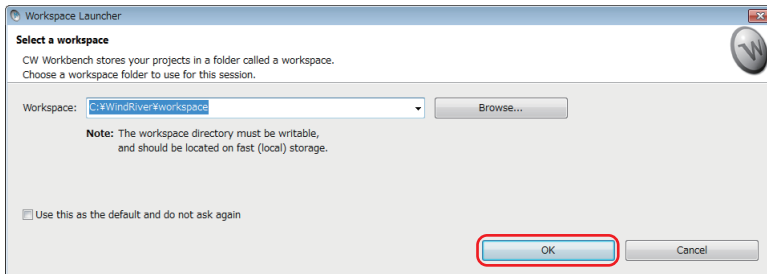 Workspace Launcher
Select a workspace
CW Workbench stores your projects in a folder called a workspace.
Choose a workspace folder to use for this session.
Workspace: C:¥WindRiver¥workspace Browse...
Note: The workspace directory must be writable,
and should be located on fast (local) storage.
Use this as the default and do not ask again
OK Cancel